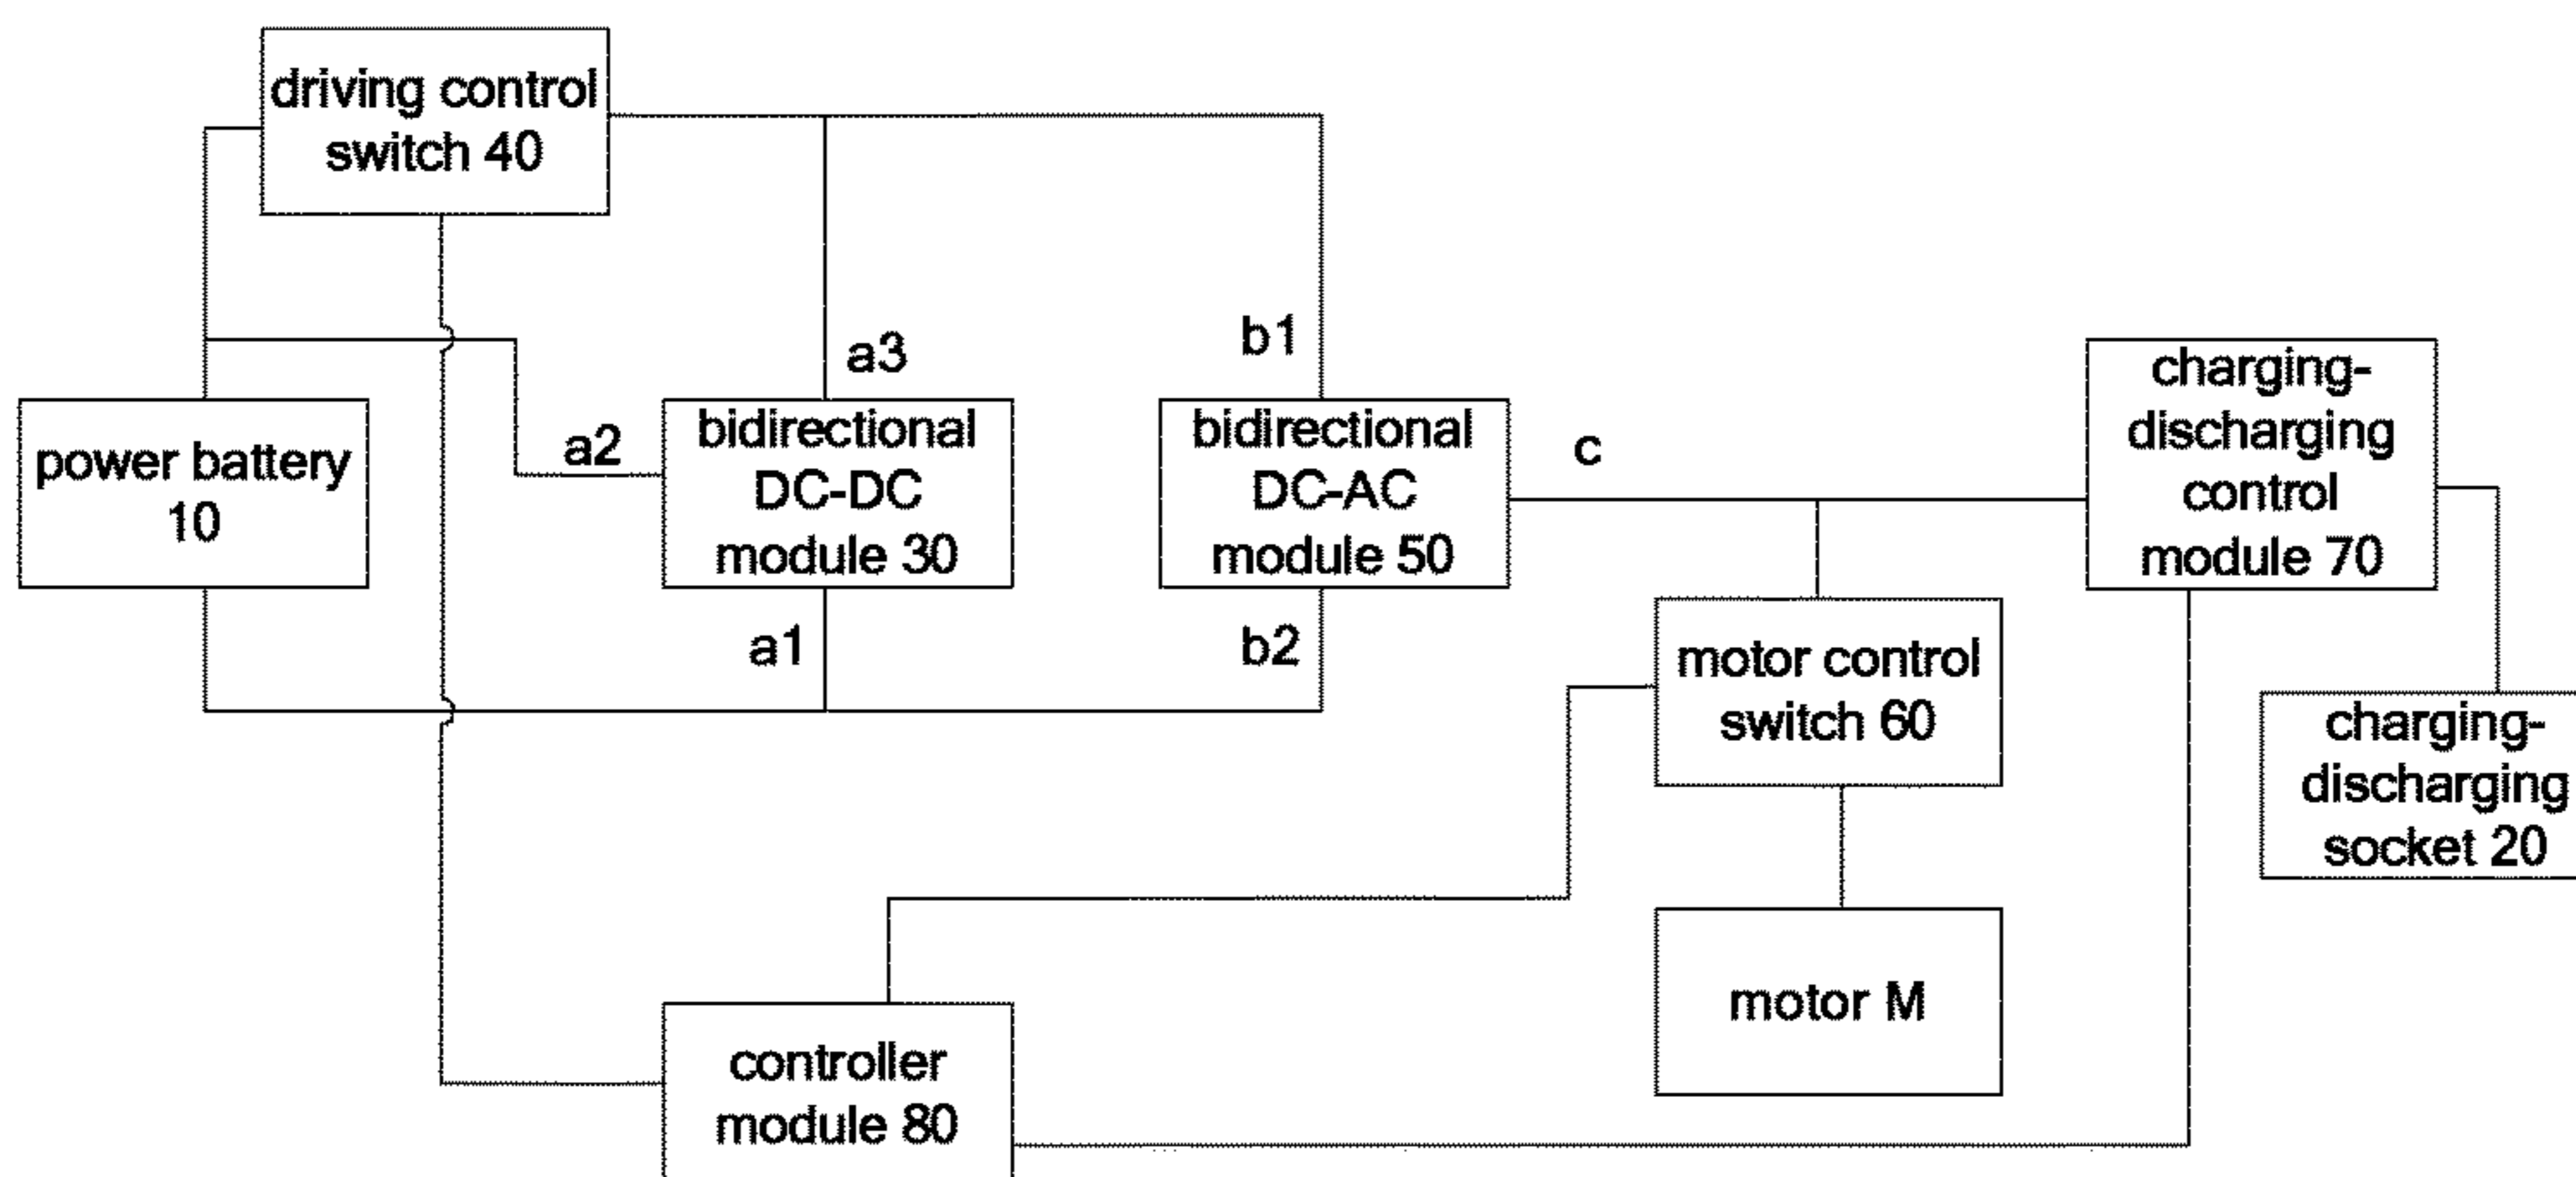 driving control
switch 40
a3
b1
power battery
10
a2
bidirectional
DC-DC
module 30
bidirectional
DC-AC
module 50
c
charging-
discharging
control
module 70
a1
b2
motor control
switch 60
charging-
discharging
socket 20
motor M
controller
module 80